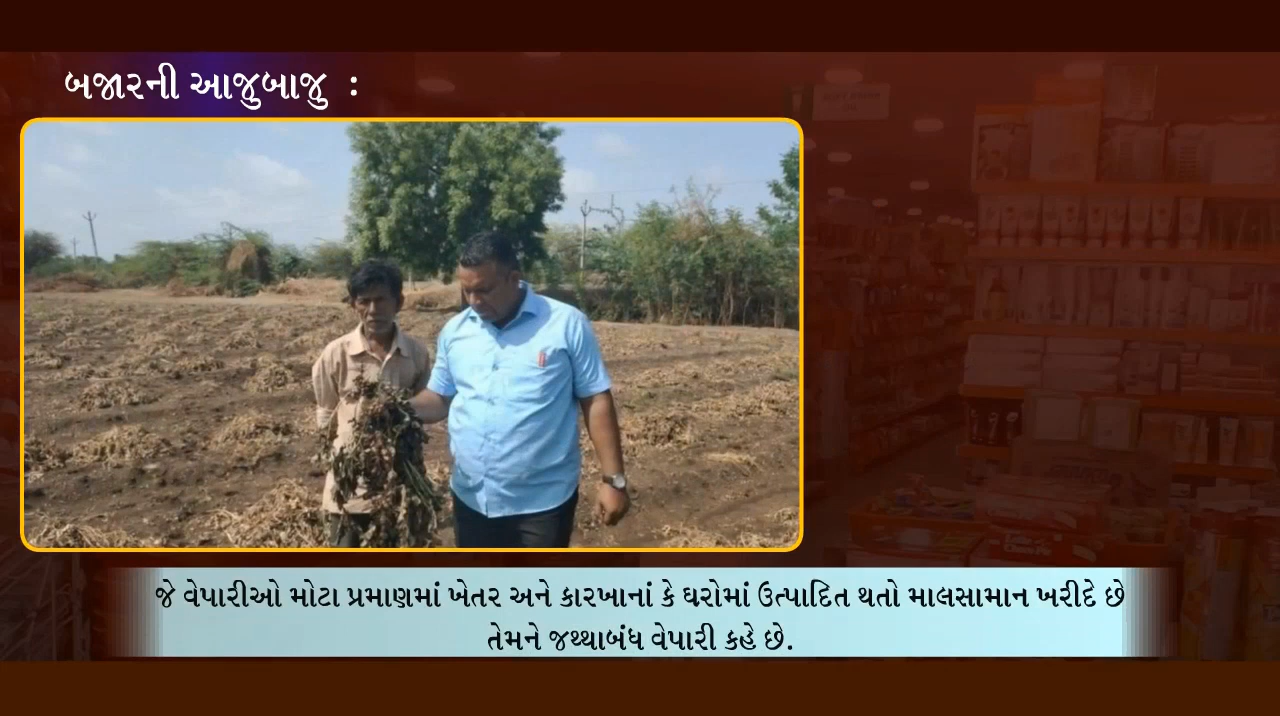 બજારની આજુબાજુ :
જે વેપારીઓ મોટા પ્રમાણમાં ખેતર અને કારખાનાં કે ઘરોમાં ઉત્પાદિત થતો માલસામાન ખરીદે છે
તેમને જથ્થાબંધ વેપારી કહે છે.